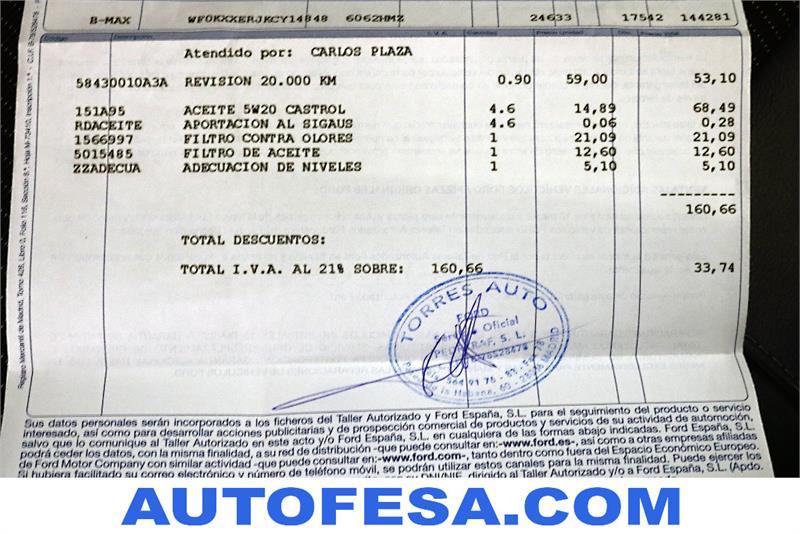 B-MAX WF0KXXERJKCY14848 6062HMZ 24633 17542 144281
Atendido por: CARLOS PLAZA
58430010A3A REVISION 20.000 KM 0.90 59,00 53,10
151A95 ACEITE 5W20 CASTROL 4.6 14,89 68,49
RDACEITE APORTACION AL SIGAUS 4.6 0,06 0,28
1566997 FILTRO CONTRA OLORES 1 21,09 21,09
5015485 FILTRO DE ACEITE 1 12,60 12,60
ZZADECUA ADECUACION DE NIVELES 1 5,10 5,10
160,66
TOTAL DESCUENTOS:
TOTAL I.V.A. AL 21% SOBRE: 160,66 33,74
TORRES AUTO
FORD
Servicio Oficial
Sus datos personales serán incorporados a los ficheros del Taller Autorizado y Ford España, S.L. para el seguimiento del producto o servicio
interesado, así como para desarrollar acciones publicitarias y de prospección comercial de productos y servicios de su actividad de automoción,
salvo que lo comunique al Taller Autorizado en este acto y/o Ford España, S.L. en cualquiera de las formas abajo indicadas. Ford España, S.L.
podrá ceder los datos, con la misma finalidad, a su red de distribución -que puede consultar en:-www.ford.es-, así como a otras empresas afiliadas
de Ford Motor Company con similar actividad -que puede consultar en:-www.ford.com-, tanto dentro como fuera del Espacio Económico Europeo,
con la misma finalidad. Puede ejercer los
Si hubiera facilitado su correo electrónico y número de teléfono móvil, se podrán utilizar estos canales para la misma finalidad.
AUTOFESA.COM